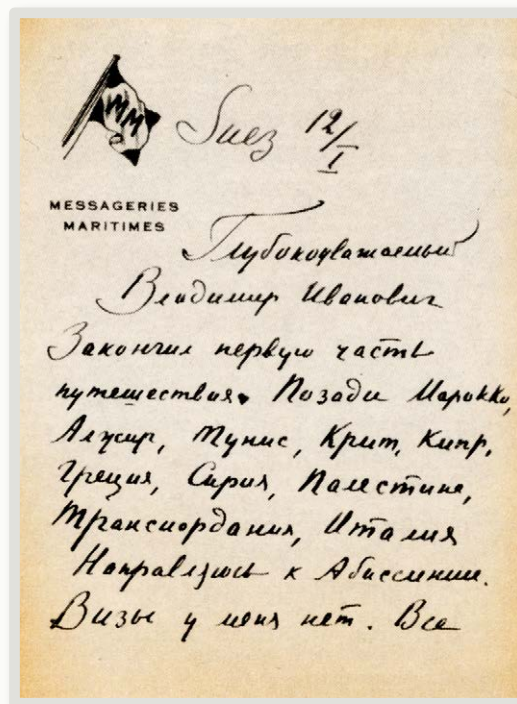 MM
Suez 12/I
MESSAGERIES
MARITIMES
Глубокоуважаемый
Владимир Иванович
Закончил первую часть
путешествия. Позади Марокко,
Алжир, Тунис, Крит, Кипр,
Греция, Сирия, Палестина,
Трансиордания, Италия
Направляюсь к Абиссинии.
Визы у меня нет. Все